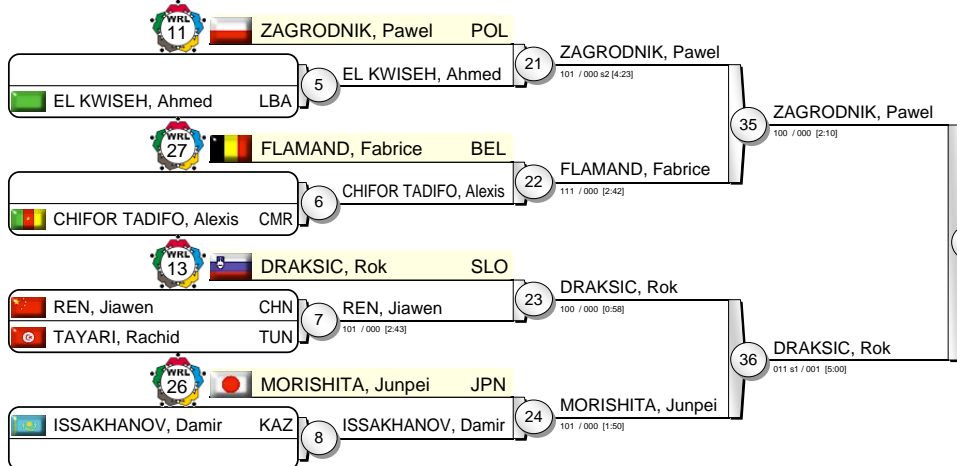 WRL
11
ZAGRODNIK, Pawel POL
EL KWISEH, Ahmed LBA
5
EL KWISEH, Ahmed
21
ZAGRODNIK, Pawel
101 / 000 s2 [4:23]
WRL
27
FLAMAND, Fabrice BEL
CHIFOR TADIFO, Alexis CMR
6
CHIFOR TADIFO, Alexis
22
FLAMAND, Fabrice
111 / 000 [2:42]
35
ZAGRODNIK, Pawel
100 / 000 [2:10]
WRL
13
DRAKSIC, Rok SLO
REN, Jiawen CHN
TAYARI, Rachid TUN
7
REN, Jiawen
101 / 000 [2:43]
23
DRAKSIC, Rok
100 / 000 [0:58]
WRL
26
MORISHITA, Junpei JPN
ISSAKHANOV, Damir KAZ
8
ISSAKHANOV, Damir
24
MORISHITA, Junpei
101 / 000 [1:50]
36
DRAKSIC, Rok
011 s1 / 001 [5:00]